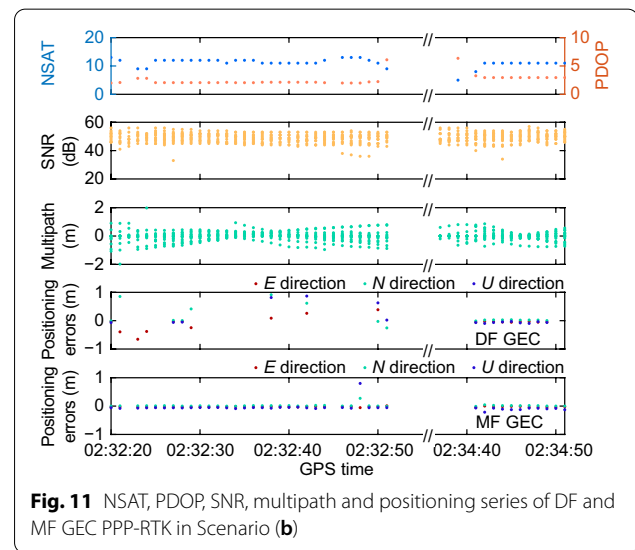 20
10
0
NSAT
10
5
0
PDOP
//
60
40
20
SNR
(dB)
//
2
0
−2
Multipath
(m)
//
E direction N direction U direction
1
0
−1
Positioning
errors (m)
DF GEC
//
E direction N direction U direction
1
0
−1
Positioning
errors (m)
MF GEC
//
02:32:20 02:32:30 02:32:40 02:32:50 02:34:40 02:34:50
GPS time
Fig. 11 NSAT, PDOP, SNR, multipath and positioning series of DF and
MF GEC PPP-RTK in Scenario (b)